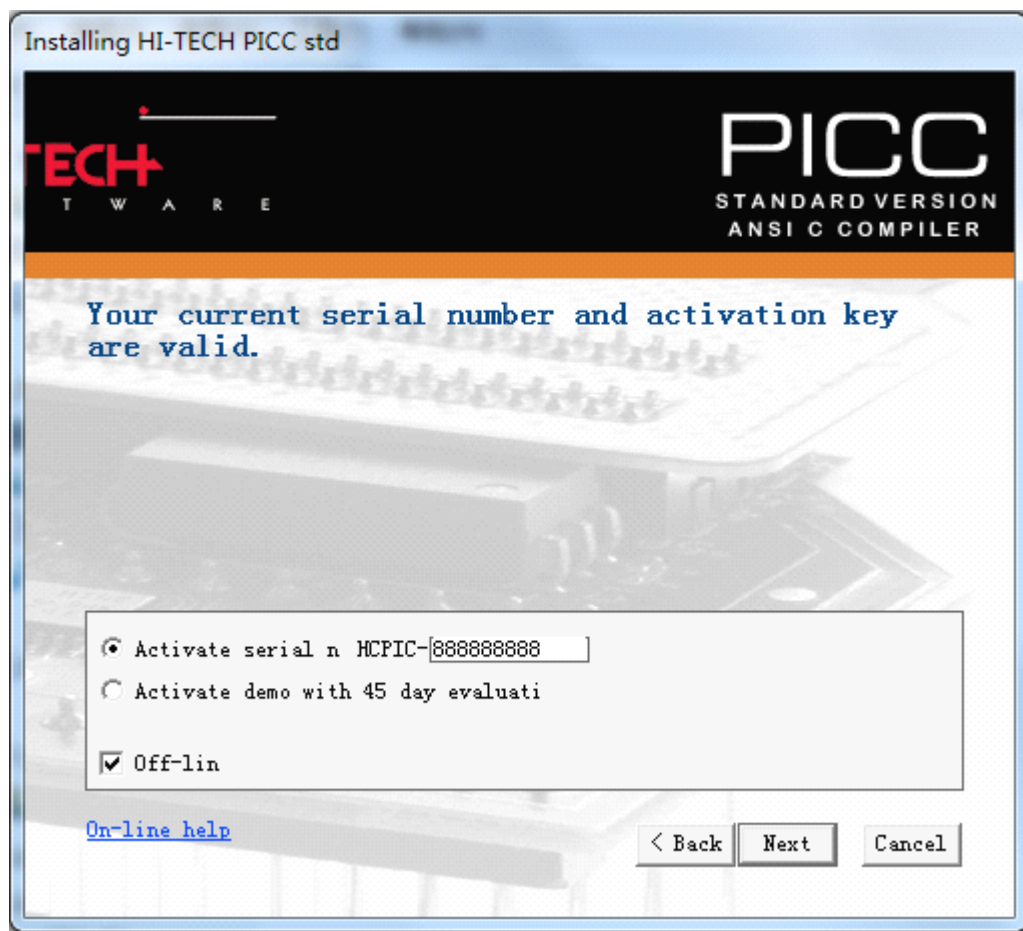 Installing HI-TECH PICC std
TECH
T W A R E
PICC
STANDARD VERSION
ANSI C COMPILER
Your current serial number and activation key
are valid.
Activate serial n HCPIC-888888888
Activate demo with 45 day evaluati
Off-lin
On-line help
< Back Next Cancel